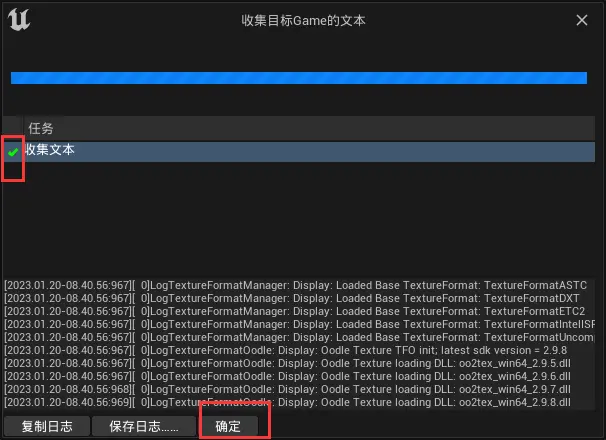 收集目标Game的文本
任务
收集文本
[2023.01.20-08.40.56:967][  0]LogTextureFormatManager: Display: Loaded Base TextureFormat: TextureFormatASTC
[2023.01.20-08.40.56:967][  0]LogTextureFormatManager: Display: Loaded Base TextureFormat: TextureFormatDXT
[2023.01.20-08.40.56:967][  0]LogTextureFormatManager: Display: Loaded Base TextureFormat: TextureFormatETC2
[2023.01.20-08.40.56:967][  0]LogTextureFormatManager: Display: Loaded Base TextureFormat: TextureFormatIntelISP
[2023.01.20-08.40.56:967][  0]LogTextureFormatManager: Display: Loaded Base TextureFormat: TextureFormatUncom
[2023.01.20-08.40.56:967][  0]LogTextureFormatOodle: Display: Oodle Texture TFO init; latest sdk version = 2.9.8
[2023.01.20-08.40.56:967][  0]LogTextureFormatOodle: Display: Oodle Texture loading DLL: oo2tex_win64_2.9.5.dll
[2023.01.20-08.40.56:968][  0]LogTextureFormatOodle: Display: Oodle Texture loading DLL: oo2tex_win64_2.9.6.dll
[2023.01.20-08.40.56:968][  0]LogTextureFormatOodle: Display: Oodle Texture loading DLL: oo2tex_win64_2.9.7.dll
[2023.01.20-08.40.56:969][  0]LogTextureFormatOodle: Display: Oodle Texture loading DLL: oo2tex_win64_2.9.8.dll
复制日志 保存日志…… 确定